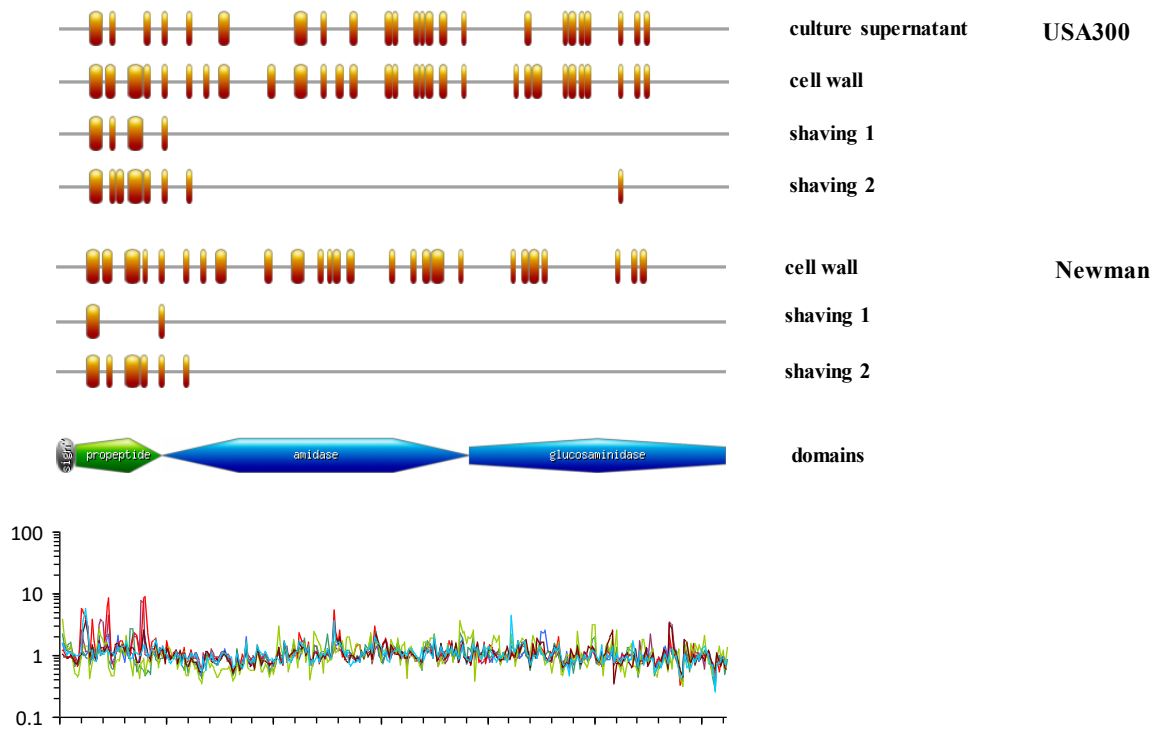 culture supernatant USA300
cell wall
shaving 1
shaving 2
cell wall Newman
shaving 1
shaving 2
propeptide amidase glucosaminidase domains
100
10
1
0.1